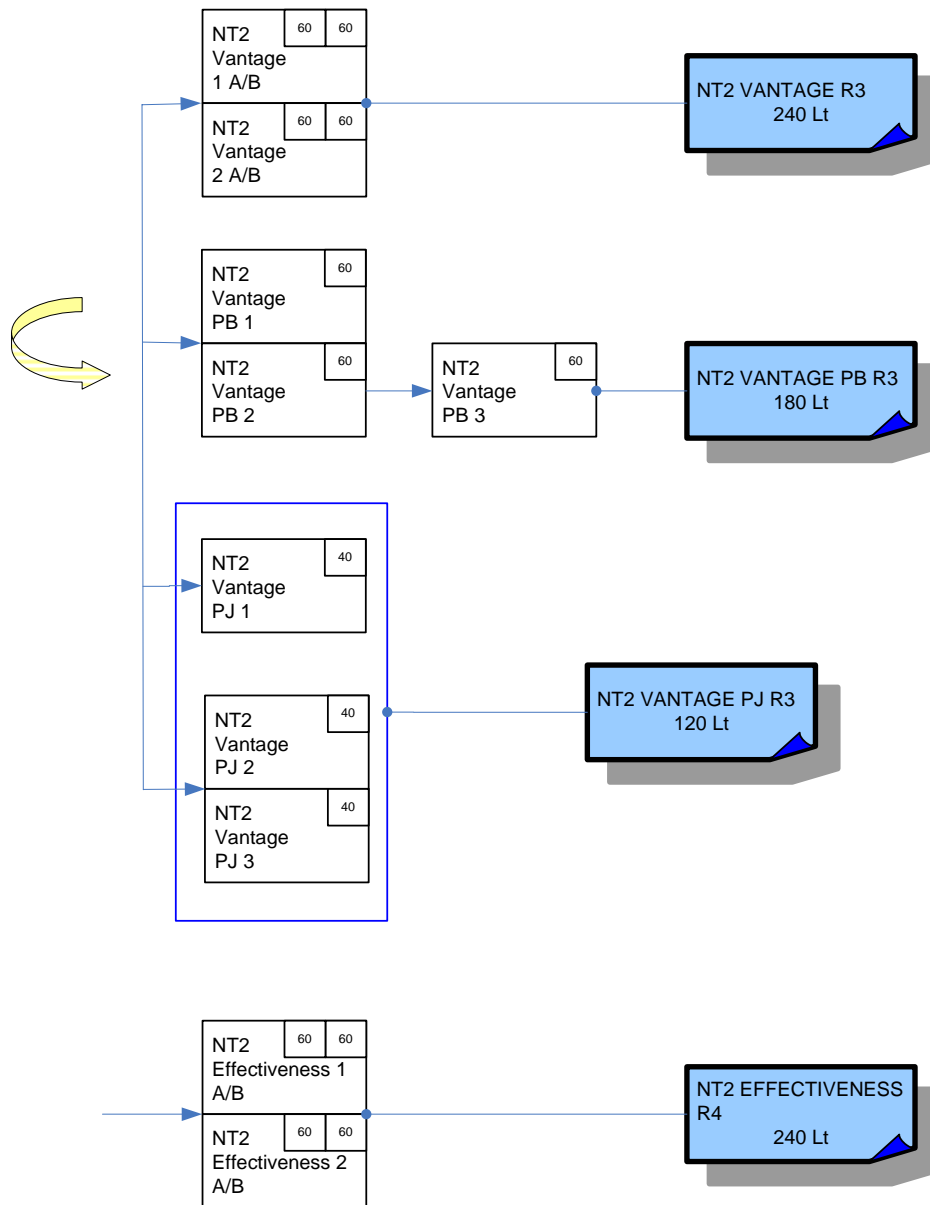 NT2
Vantage
1 A/B
60 60
NT2
Vantage
2 A/B
60 60
NT2 VANTAGE R3
240 Lt
NT2
Vantage
PB 1
60
NT2
Vantage
PB 2
60
NT2
Vantage
PB 3
60
NT2 VANTAGE PB R3
180 Lt
NT2
Vantage
PJ 1
40
NT2
Vantage
PJ 2
40
NT2
Vantage
PJ 3
40
NT2 VANTAGE PJ R3
120 Lt
NT2
Effectiveness 1
A/B
60 60
NT2
Effectiveness 2
A/B
60 60
NT2 EFFECTIVENESS
R4
240 Lt